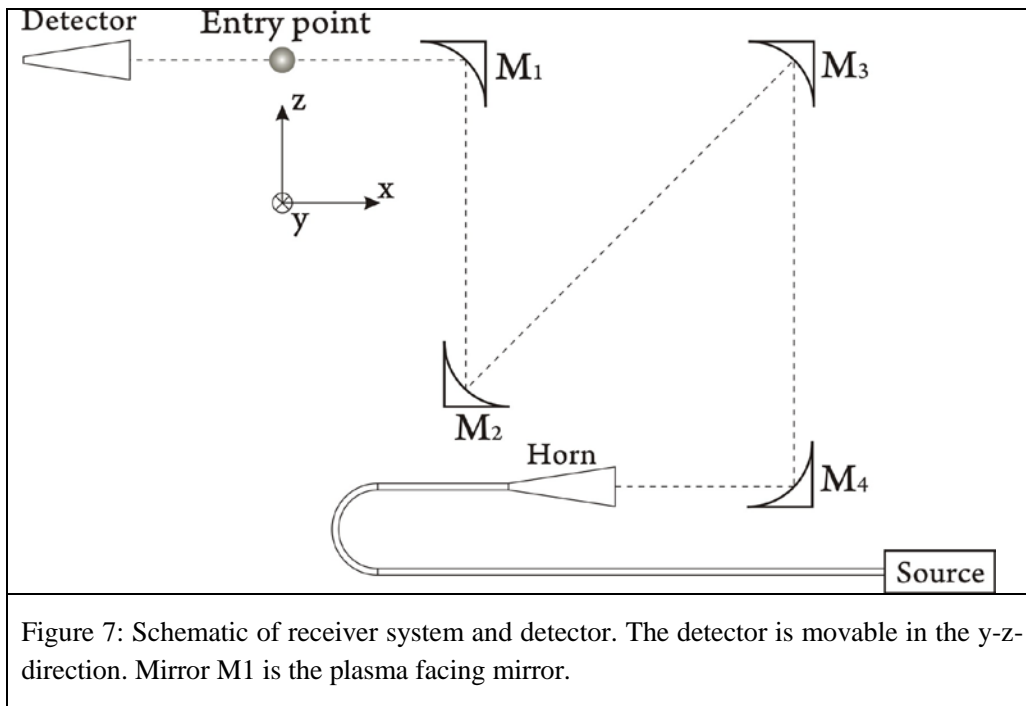 Detector
Entry point
M1
M3
z
x
y
M2
Horn
M4
Source
Figure 7: Schematic of receiver system and detector. The detector is movable in the y-z-
direction. Mirror M1 is the plasma facing mirror.